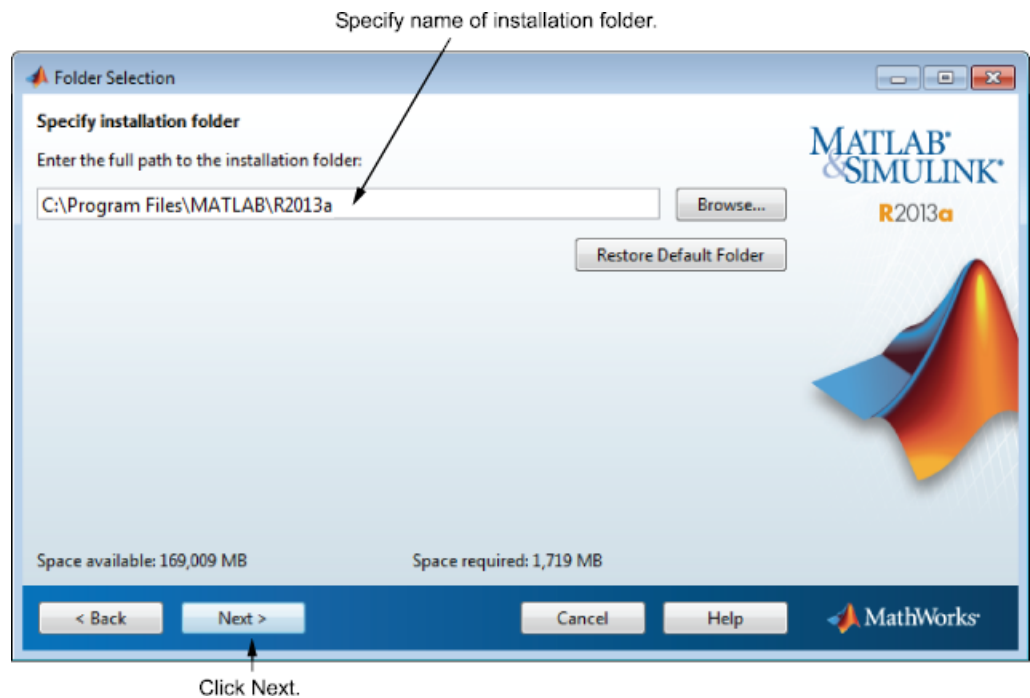 Specify name of installation folder.
Folder Selection
Specify installation folder
Enter the full path to the installation folder:
C:\Program Files\MATLAB\R2013a
Browse...
Restore Default Folder
MATLAB®
&SIMULINK®
R2013a
Space available: 169,009 MB
Space required: 1,719 MB
< Back
Next >
Cancel
Help
MathWorks®
Click Next.